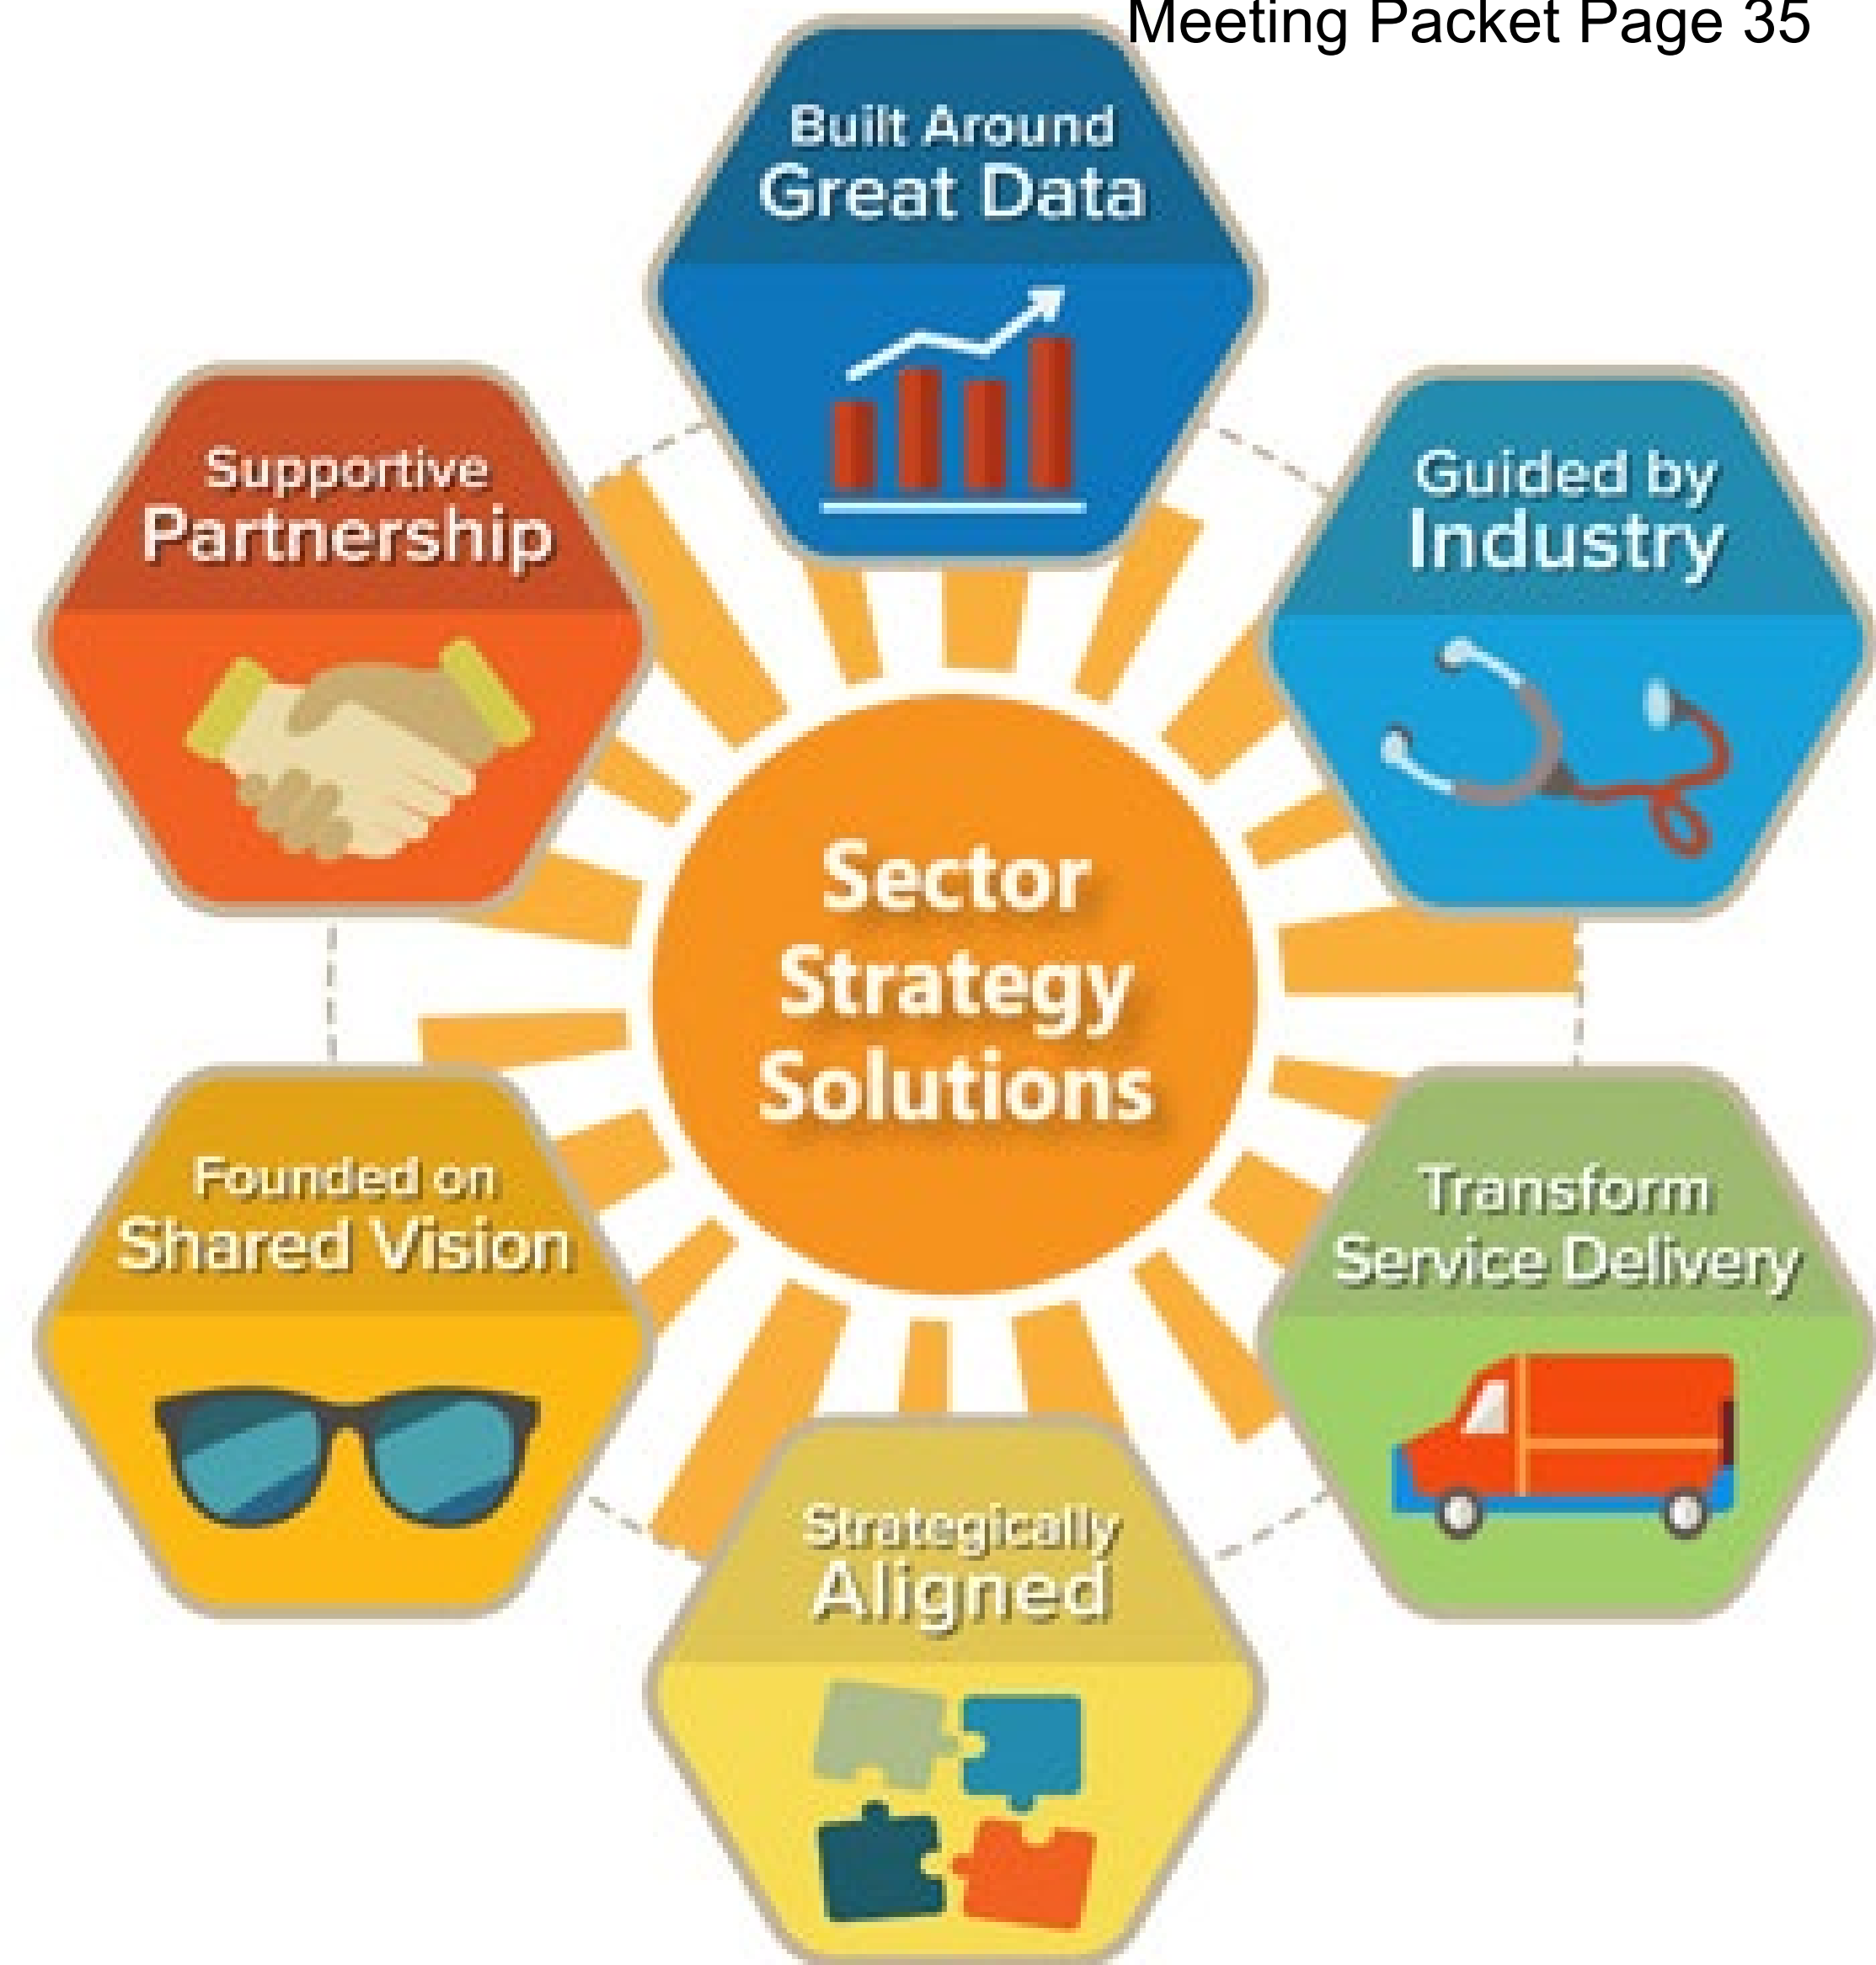 Meeting Packet Page 35
Built Around
Great Data
Supportive
Partnership
Guided by
Industry
Sector
Strategy
Solutions
Founded on
Shared Vision
Transform
Service Delivery
Strategically
Aligned